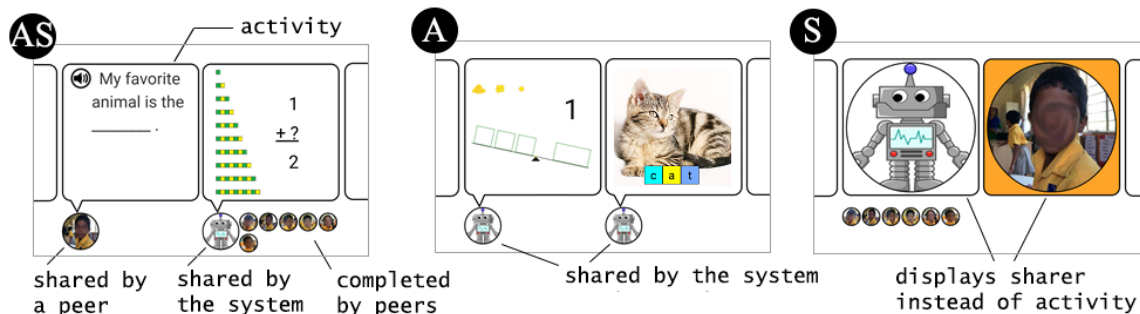 AS
activity
My favorite
animal is the
_______ .
1
+ ?
2
shared by
a peer
shared by
the system
completed
by peers
A
1
c a t
shared by the system
S
displays sharer
instead of activity